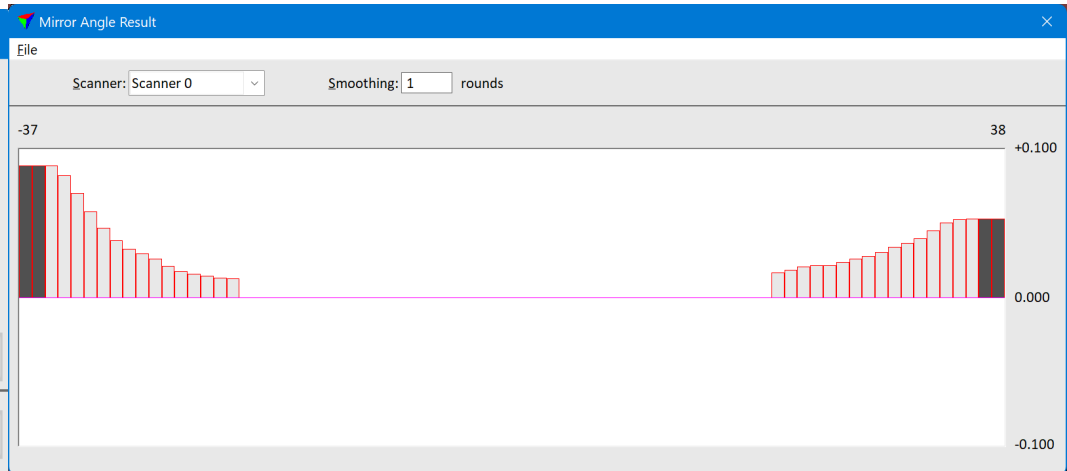 Mirror Angle Result
File
Scanner: Scanner 0 Smoothing: 1 rounds
-37 38
+0.100
0.000
-0.100